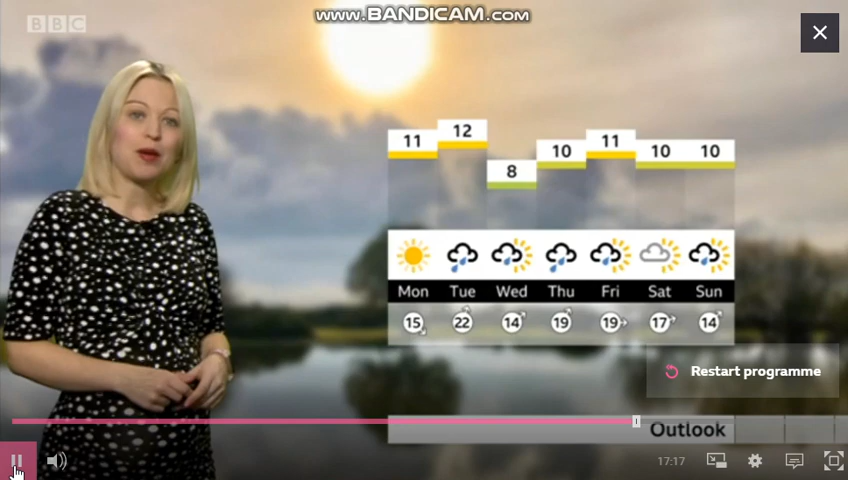 BBC
www.BANDICAM.com
11 12 8 10 11 10 10
Mon Tue Wed Thu Fri Sat Sun
15 22 14 19 19 17 14
Restart programme
Outlook
17:17